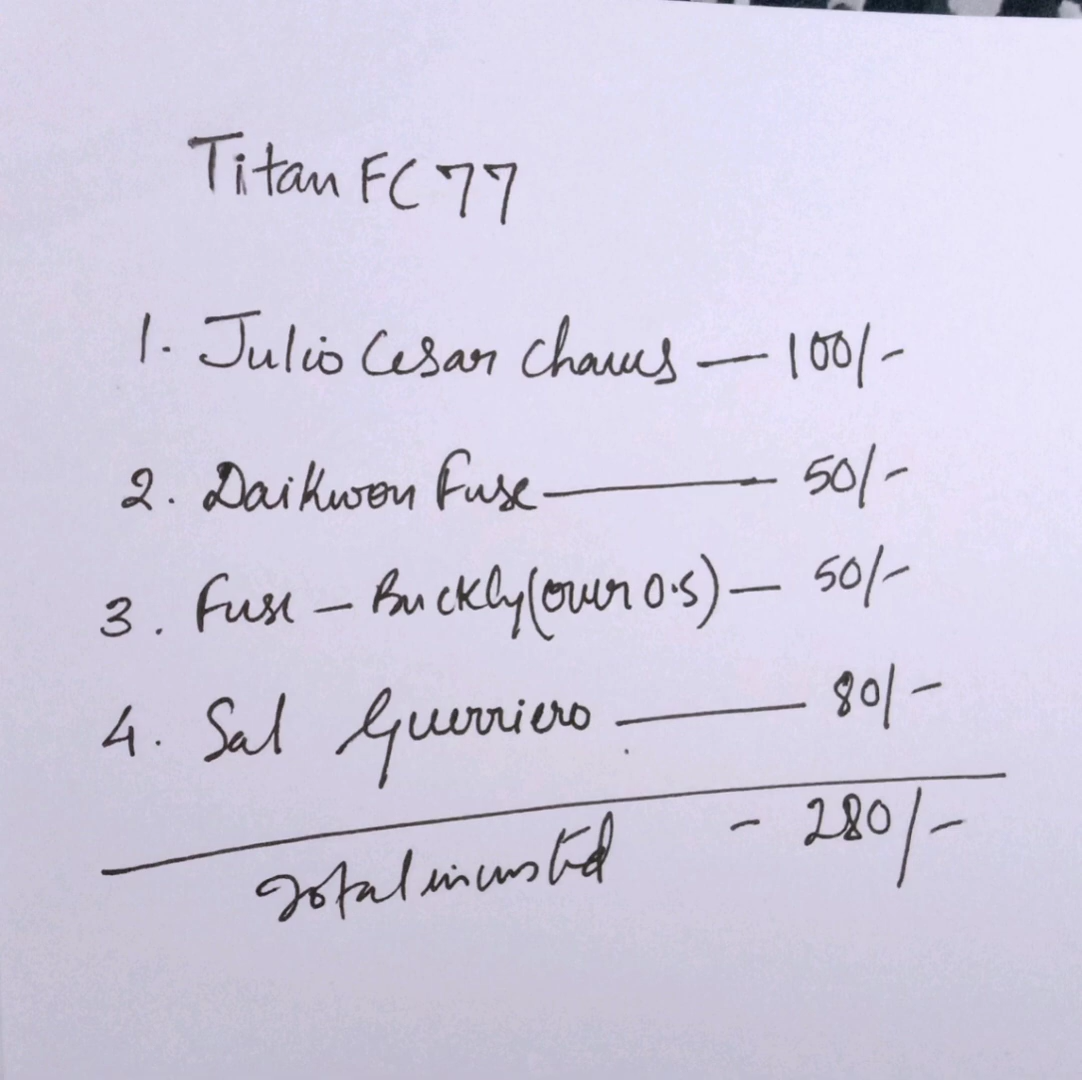 Titan FC 77
1. Julio Cesar Chaves — 100/-
2. Daikwon Fuse — 50/-
3. Fuse – Buckly (over 0.5) — 50/-
4. Sal Guerriero — 80/-
Total invested - 280/-